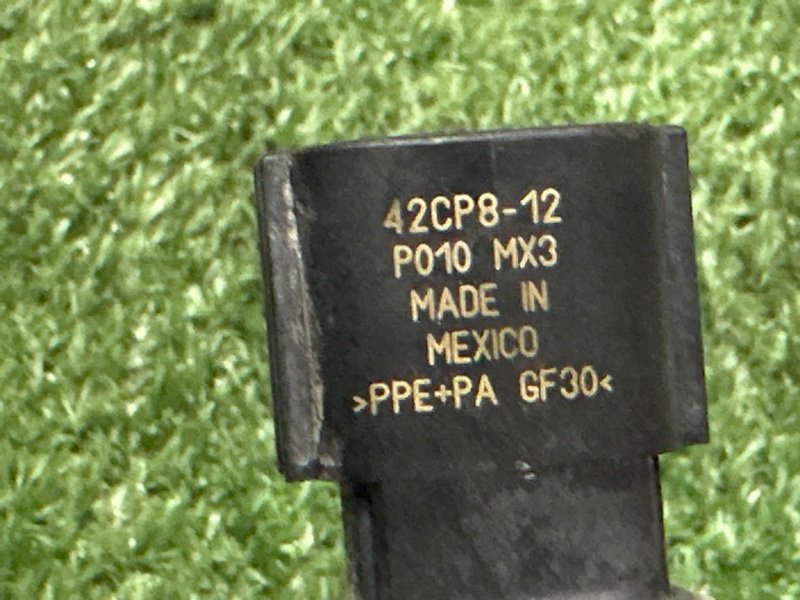 42CP8-12
P010 MX3
MADE IN
MEXICO
>PPE+PA GF30<